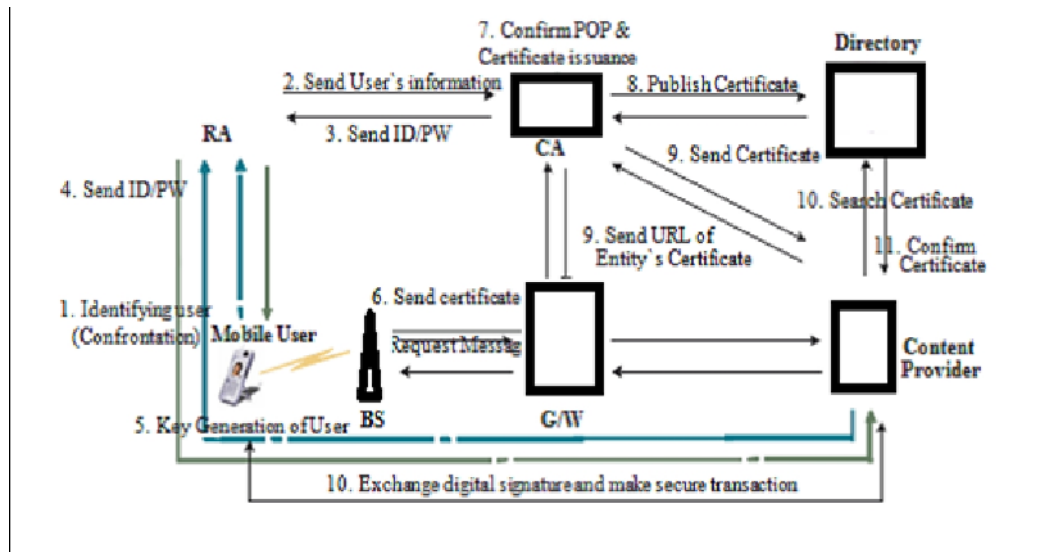 7. Confirm POP &
Certificate issuance
Directory
2. Send User`s information
8. Publish Certificate
RA
3. Send ID/PW
CA
9. Send Certificate
4. Send ID/PW
10. Search Certificate
9. Send URL of
Entity`s Certificate
11. Confirm
Certificate
6. Send certificate
1. Identifying user
(Confrontation)
Mobile User
Request Messag
Content
Provider
5. Key Generation of User
BS
G/W
10. Exchange digital signature and make secure transaction